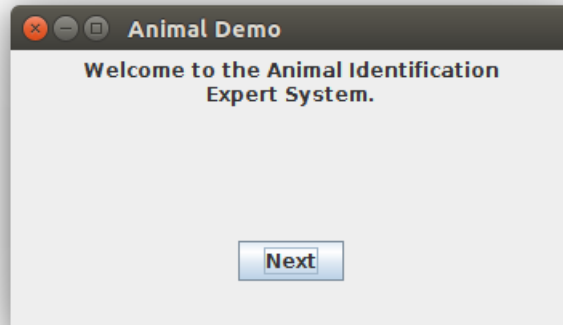 Animal Demo
Welcome to the Animal Identification
Expert System.
Next